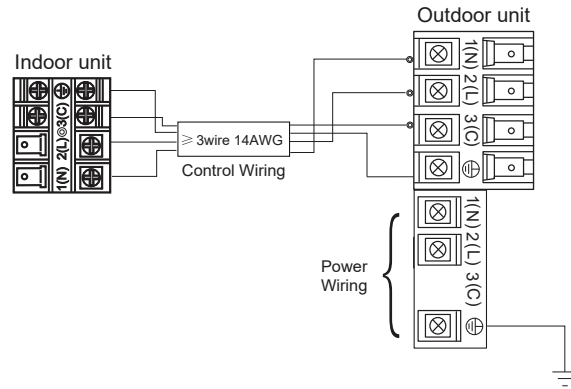 Outdoor unit
Indoor unit
1(N) 2(L) 3(C)
1(N) 2(L) 3(C)
≥ 3wire 14AWG
Control Wiring
1(N) 2(L) 3(C)
Power
Wiring